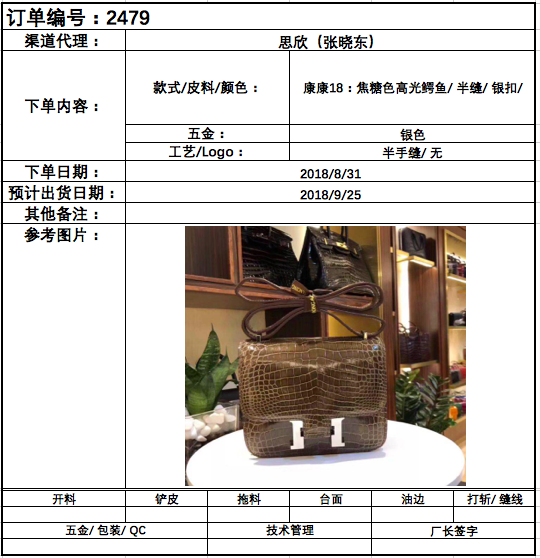 订单编号：2479
渠道代理： 思欣（张晓东）
下单内容： 款式/皮料/颜色： 康康18：焦糖色高光鳄鱼/ 半缝/ 银扣/
五金： 银色
工艺/Logo： 半手缝/ 无
下单日期： 2018/8/31
预计出货日期： 2018/9/25
其他备注：
参考图片：
开料 铲皮 拖料 台面 油边 打斩/ 缝线
五金/ 包装/ QC 技术管理 厂长签字